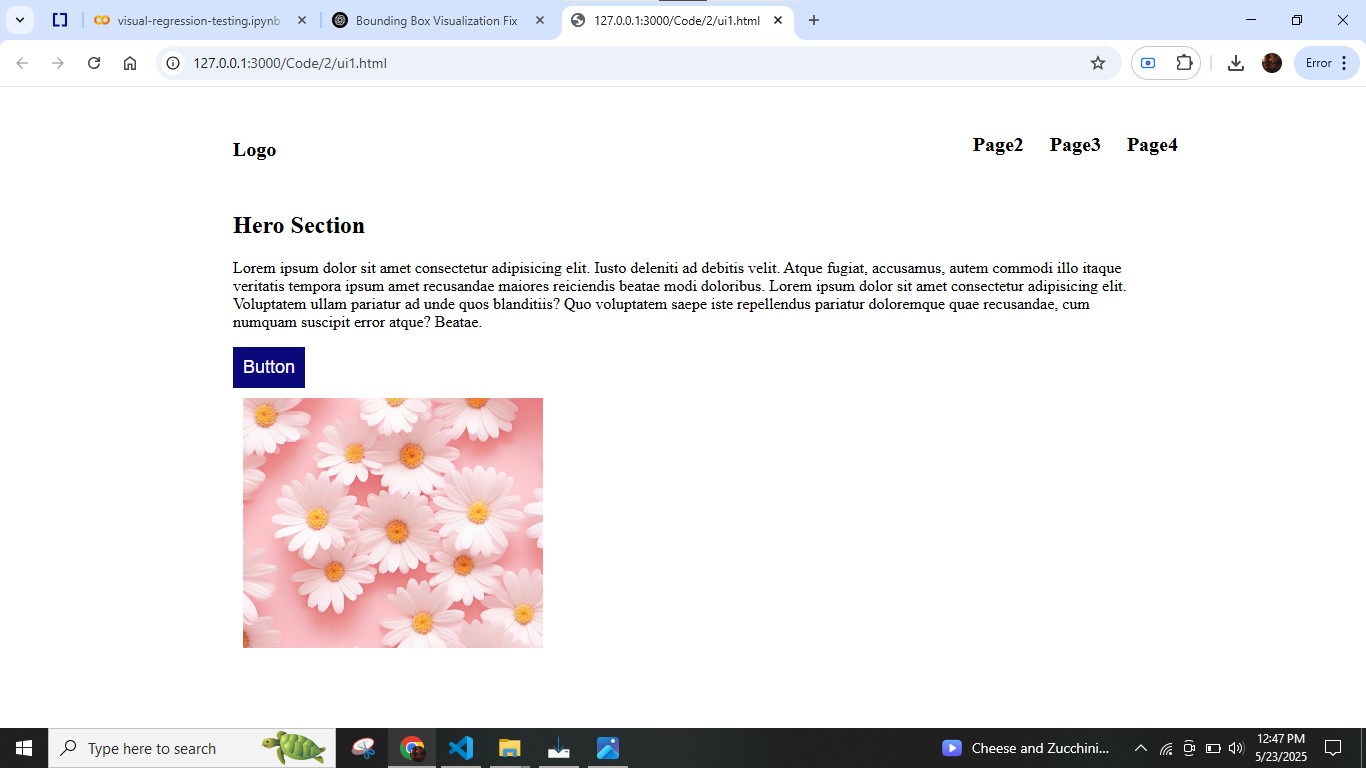 visual-regression-testing.ipynb
Bounding Box Visualization Fix
127.0.0.1:3000/Code/2/ui1.html
127.0.0.1:3000/Code/2/ui1.html
Error
Logo
Page2 Page3 Page4
Hero Section
Lorem ipsum dolor sit amet consectetur adipisicing elit. Iusto deleniti ad debitis velit. Atque fugiat, accusamus, autem commodi illo itaque
veritatis tempora ipsum amet recusandae maiores reiciendis beatae modi doloribus. Lorem ipsum dolor sit amet consectetur adipisicing elit.
Voluptatem ullam pariatur ad unde quos blanditiis? Quo voluptatem saepe iste repellendus pariatur doloremque quae recusandae, cum
numquam suscipit error atque? Beatae.
Button
Type here to search
Cheese and Zucchini...
12:47 PM
5/23/2025